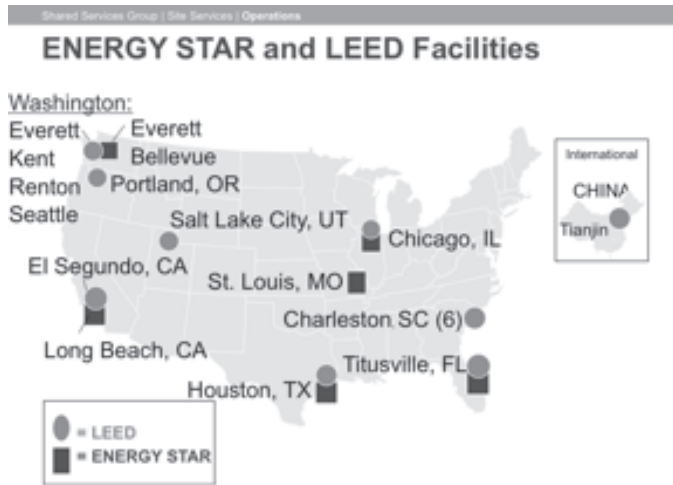 Shared Services Group | Site Services | Operations
ENERGY STAR and LEED Facilities
Washington:
Everett
Kent
Renton
Seattle
Everett
Bellevue
Portland, OR
Salt Lake City, UT
Chicago, IL
El Segundo, CA
St. Louis, MO
Charleston, SC (6)
Long Beach, CA
Titusville, FL
Houston, TX
International
CHINA
Tianjin
= LEED
= ENERGY STAR